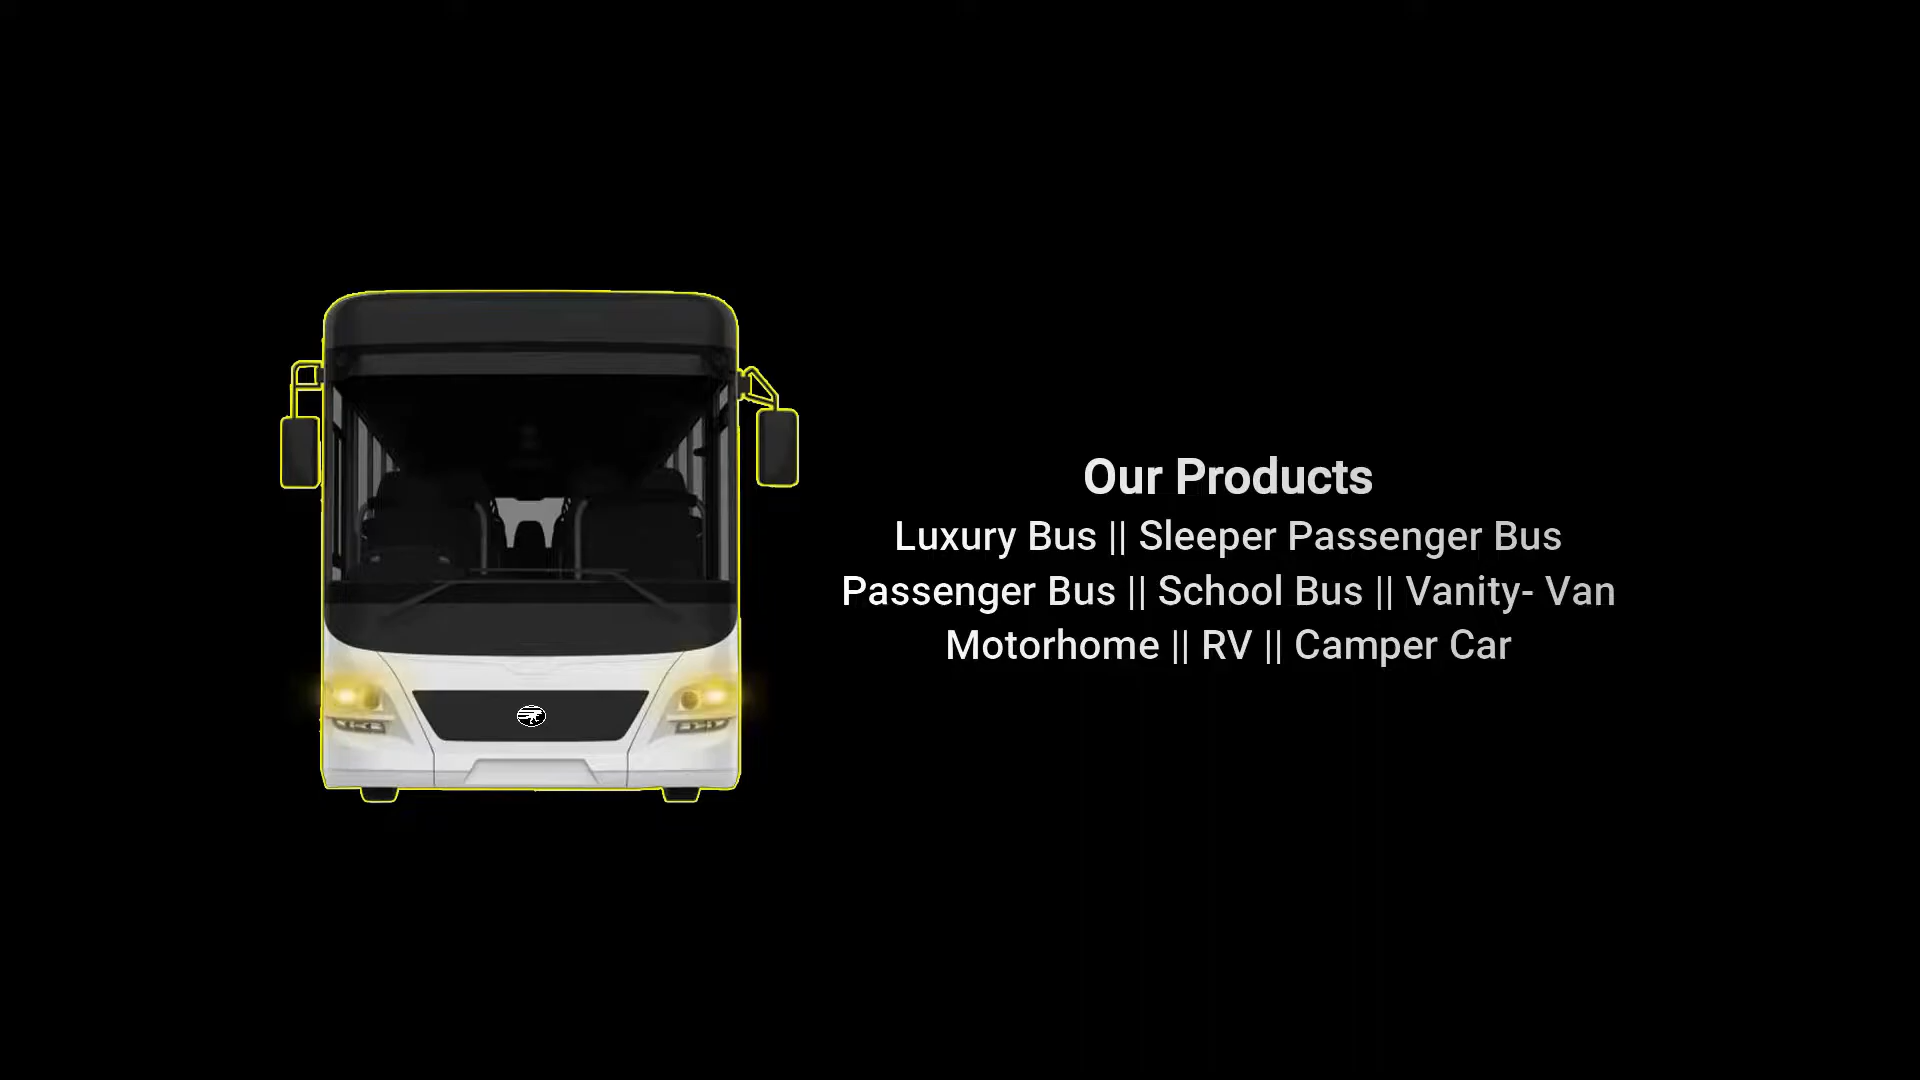 Our Products
Luxury Bus || Sleeper Passenger Bus
Passenger Bus || School Bus || Vanity- Van
Motorhome || RV || Camper Car